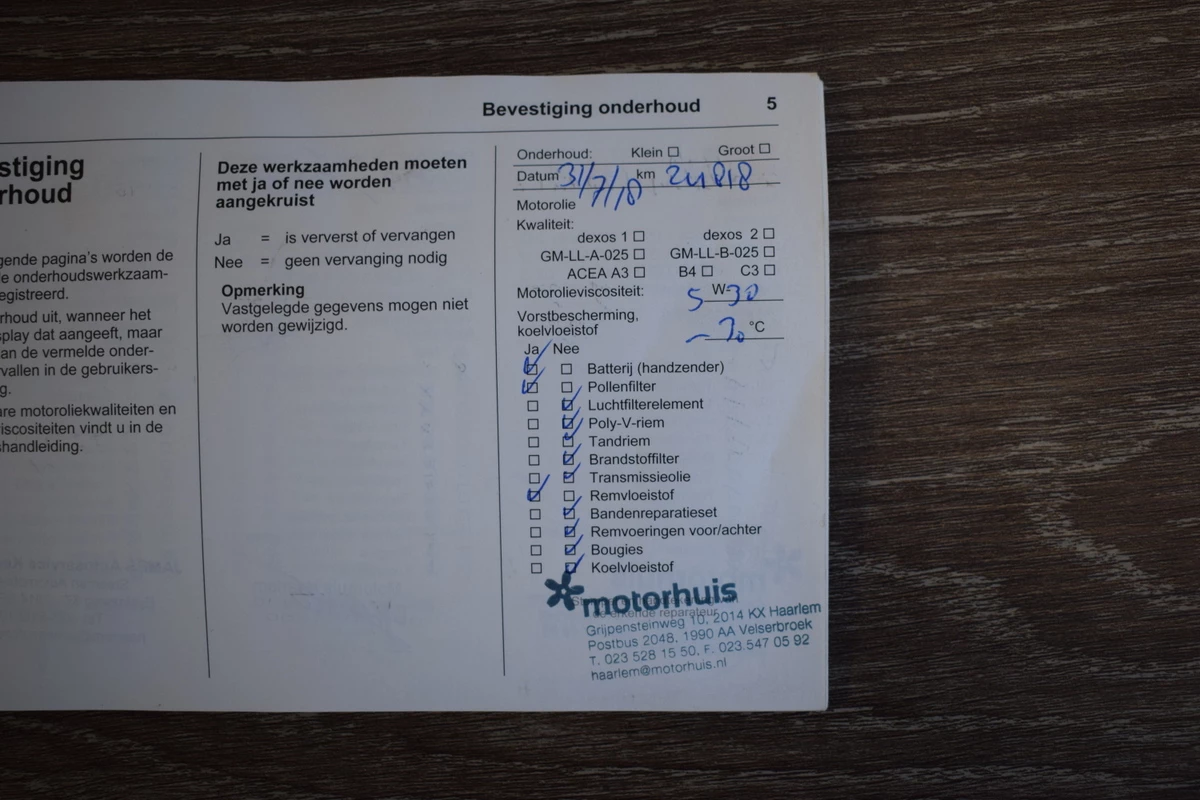 Bevestiging onderhoud 5
stiging
rhoud
gende pagina's worden de
e onderhoudswerkzaam-
egistreerd.
rhoud uit, wanneer het
splay dat aangeeft, maar
an de vermelde onder-
vallen in de gebruikers-
g.
are motoroliekwaliteiten en
iscositeiten vindt u in de
shandleiding.
Deze werkzaamheden moeten
met ja of nee worden
aangekruist
Ja = is ververst of vervangen
Nee = geen vervanging nodig
Opmerking
Vastgelegde gegevens mogen niet
worden gewijzigd.
Onderhoud: Klein ☐ Groot ☐
Datum 31/7/18 km 24818
Motorolie
Kwaliteit:
dexos 1 ☐ dexos 2 ☐
GM-LL-A-025 ☐ GM-LL-B-025 ☐
ACEA A3 ☐ B4 ☐ C3 ☐
Motorolieviscositeit: 5 W-30
Vorstbescherming,
koelvloeistof - 30 °C
Ja Nee
☑ ☐ Batterij (handzender)
☑ ☐ Pollenfilter
☐ ☑ Luchtfilterelement
☐ ☑ Poly-V-riem
☐ ☑ Tandriem
☐ ☑ Brandstoffilter
☐ ☑ Transmissieolie
☑ ☐ Remvloeistof
☐ ☑ Bandenreparatieset
☐ ☑ Remvoeringen voor/achter
☐ ☑ Bougies
☐ ☑ Koelvloeistof
motorhuis
erkende reparateur
Grijpensteinweg 10, 2014 KX Haarlem
Postbus 2048, 1990 AA Velserbroek
T. 023 528 15 50, F. 023 547 05 92
haarlem@motorhuis.nl